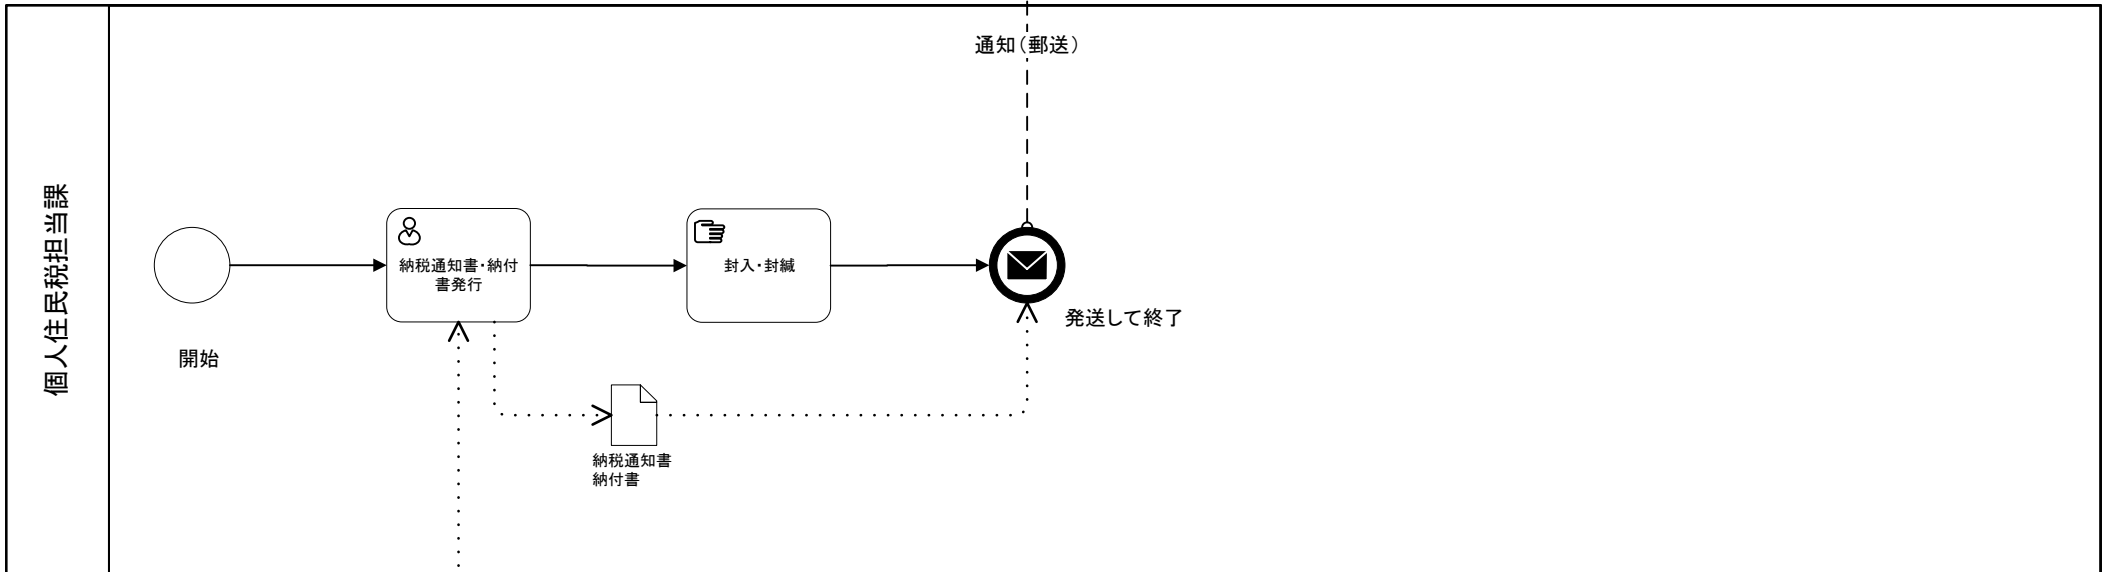 個人住民税担当課
通知（郵送）
納税通知書・納付
書発行
封入・封緘
発送して終了
開始
納税通知書
納付書